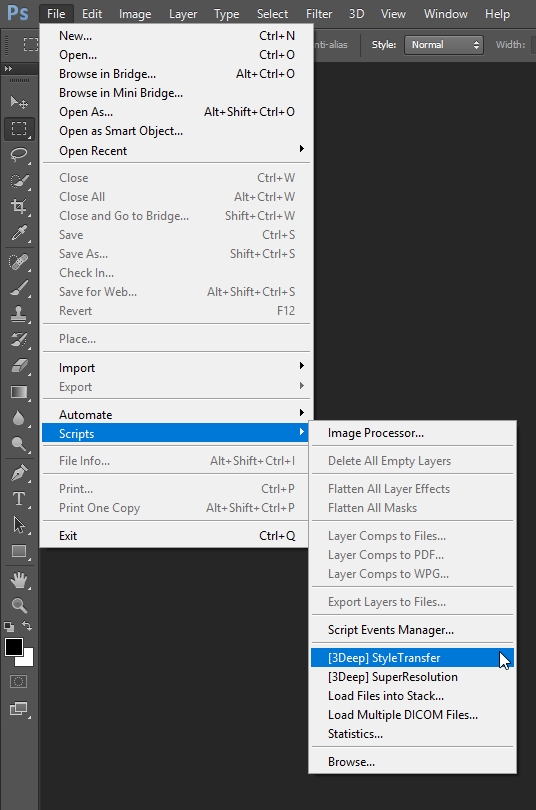 Ps File Edit Image Layer Type Select Filter 3D View Window Help
New... Ctrl+N
nti-alias Style: Normal Width:
Open... Ctrl+O
Browse in Bridge... Alt+Ctrl+O
Browse in Mini Bridge...
Open As... Alt+Shift+Ctrl+O
Open as Smart Object...
Open Recent
Close Ctrl+W
Close All Alt+Ctrl+W
Close and Go to Bridge... Shift+Ctrl+W
Save Ctrl+S
Save As... Shift+Ctrl+S
Check In...
Save for Web... Alt+Shift+Ctrl+S
Revert F12
Place...
Import
Export
Automate
Scripts
File Info... Alt+Shift+Ctrl+I
Print... Ctrl+P
Print One Copy Alt+Shift+Ctrl+P
Exit Ctrl+Q
Image Processor...
Delete All Empty Layers
Flatten All Layer Effects
Flatten All Masks
Layer Comps to Files...
Layer Comps to PDF...
Layer Comps to WPG...
Export Layers to Files...
Script Events Manager...
[3Deep] StyleTransfer
[3Deep] SuperResolution
Load Files into Stack...
Load Multiple DICOM Files...
Statistics...
Browse...